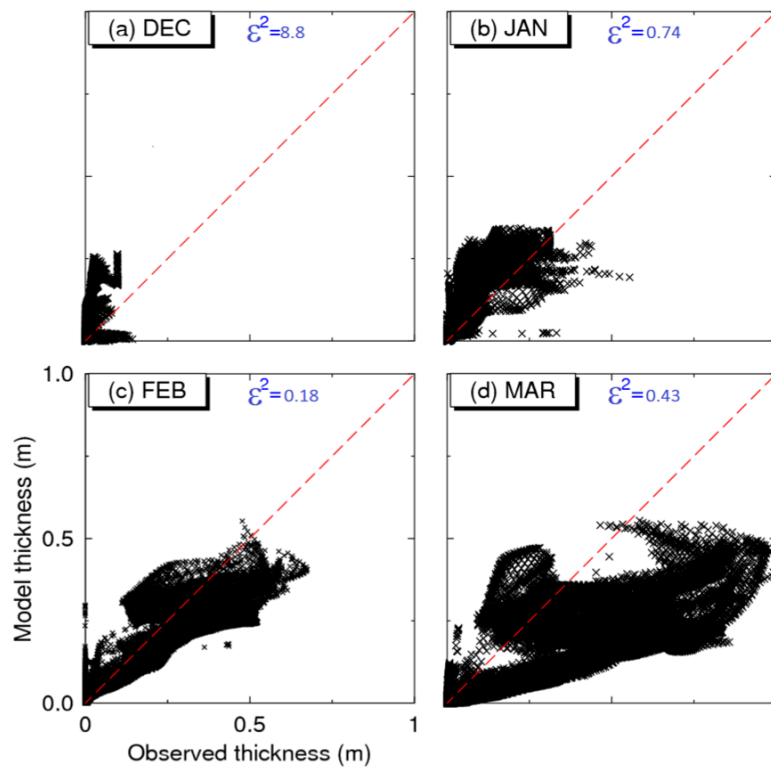 (a) DEC
ε²=8.8
(b) JAN
ε²=0.74
(c) FEB
ε²=0.18
(d) MAR
ε²=0.43
1.0
0.5
0.0
Model thickness (m)
0
0.5
1
Observed thickness (m)